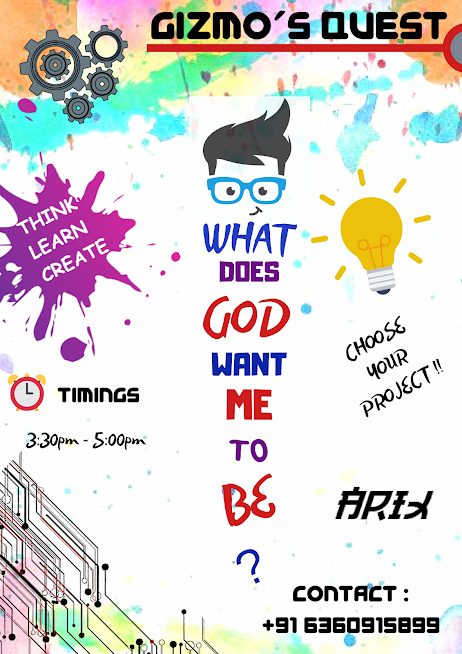 GIZMO'S QUEST
THINK
LEARN
CREATE
WHAT
DOES
GOD
WANT
ME
TO
BE
?
CHOOSE
YOUR
PROJECT!!
TIMINGS
3:30pm - 5:00pm
CONTACT :
+91 6360915899